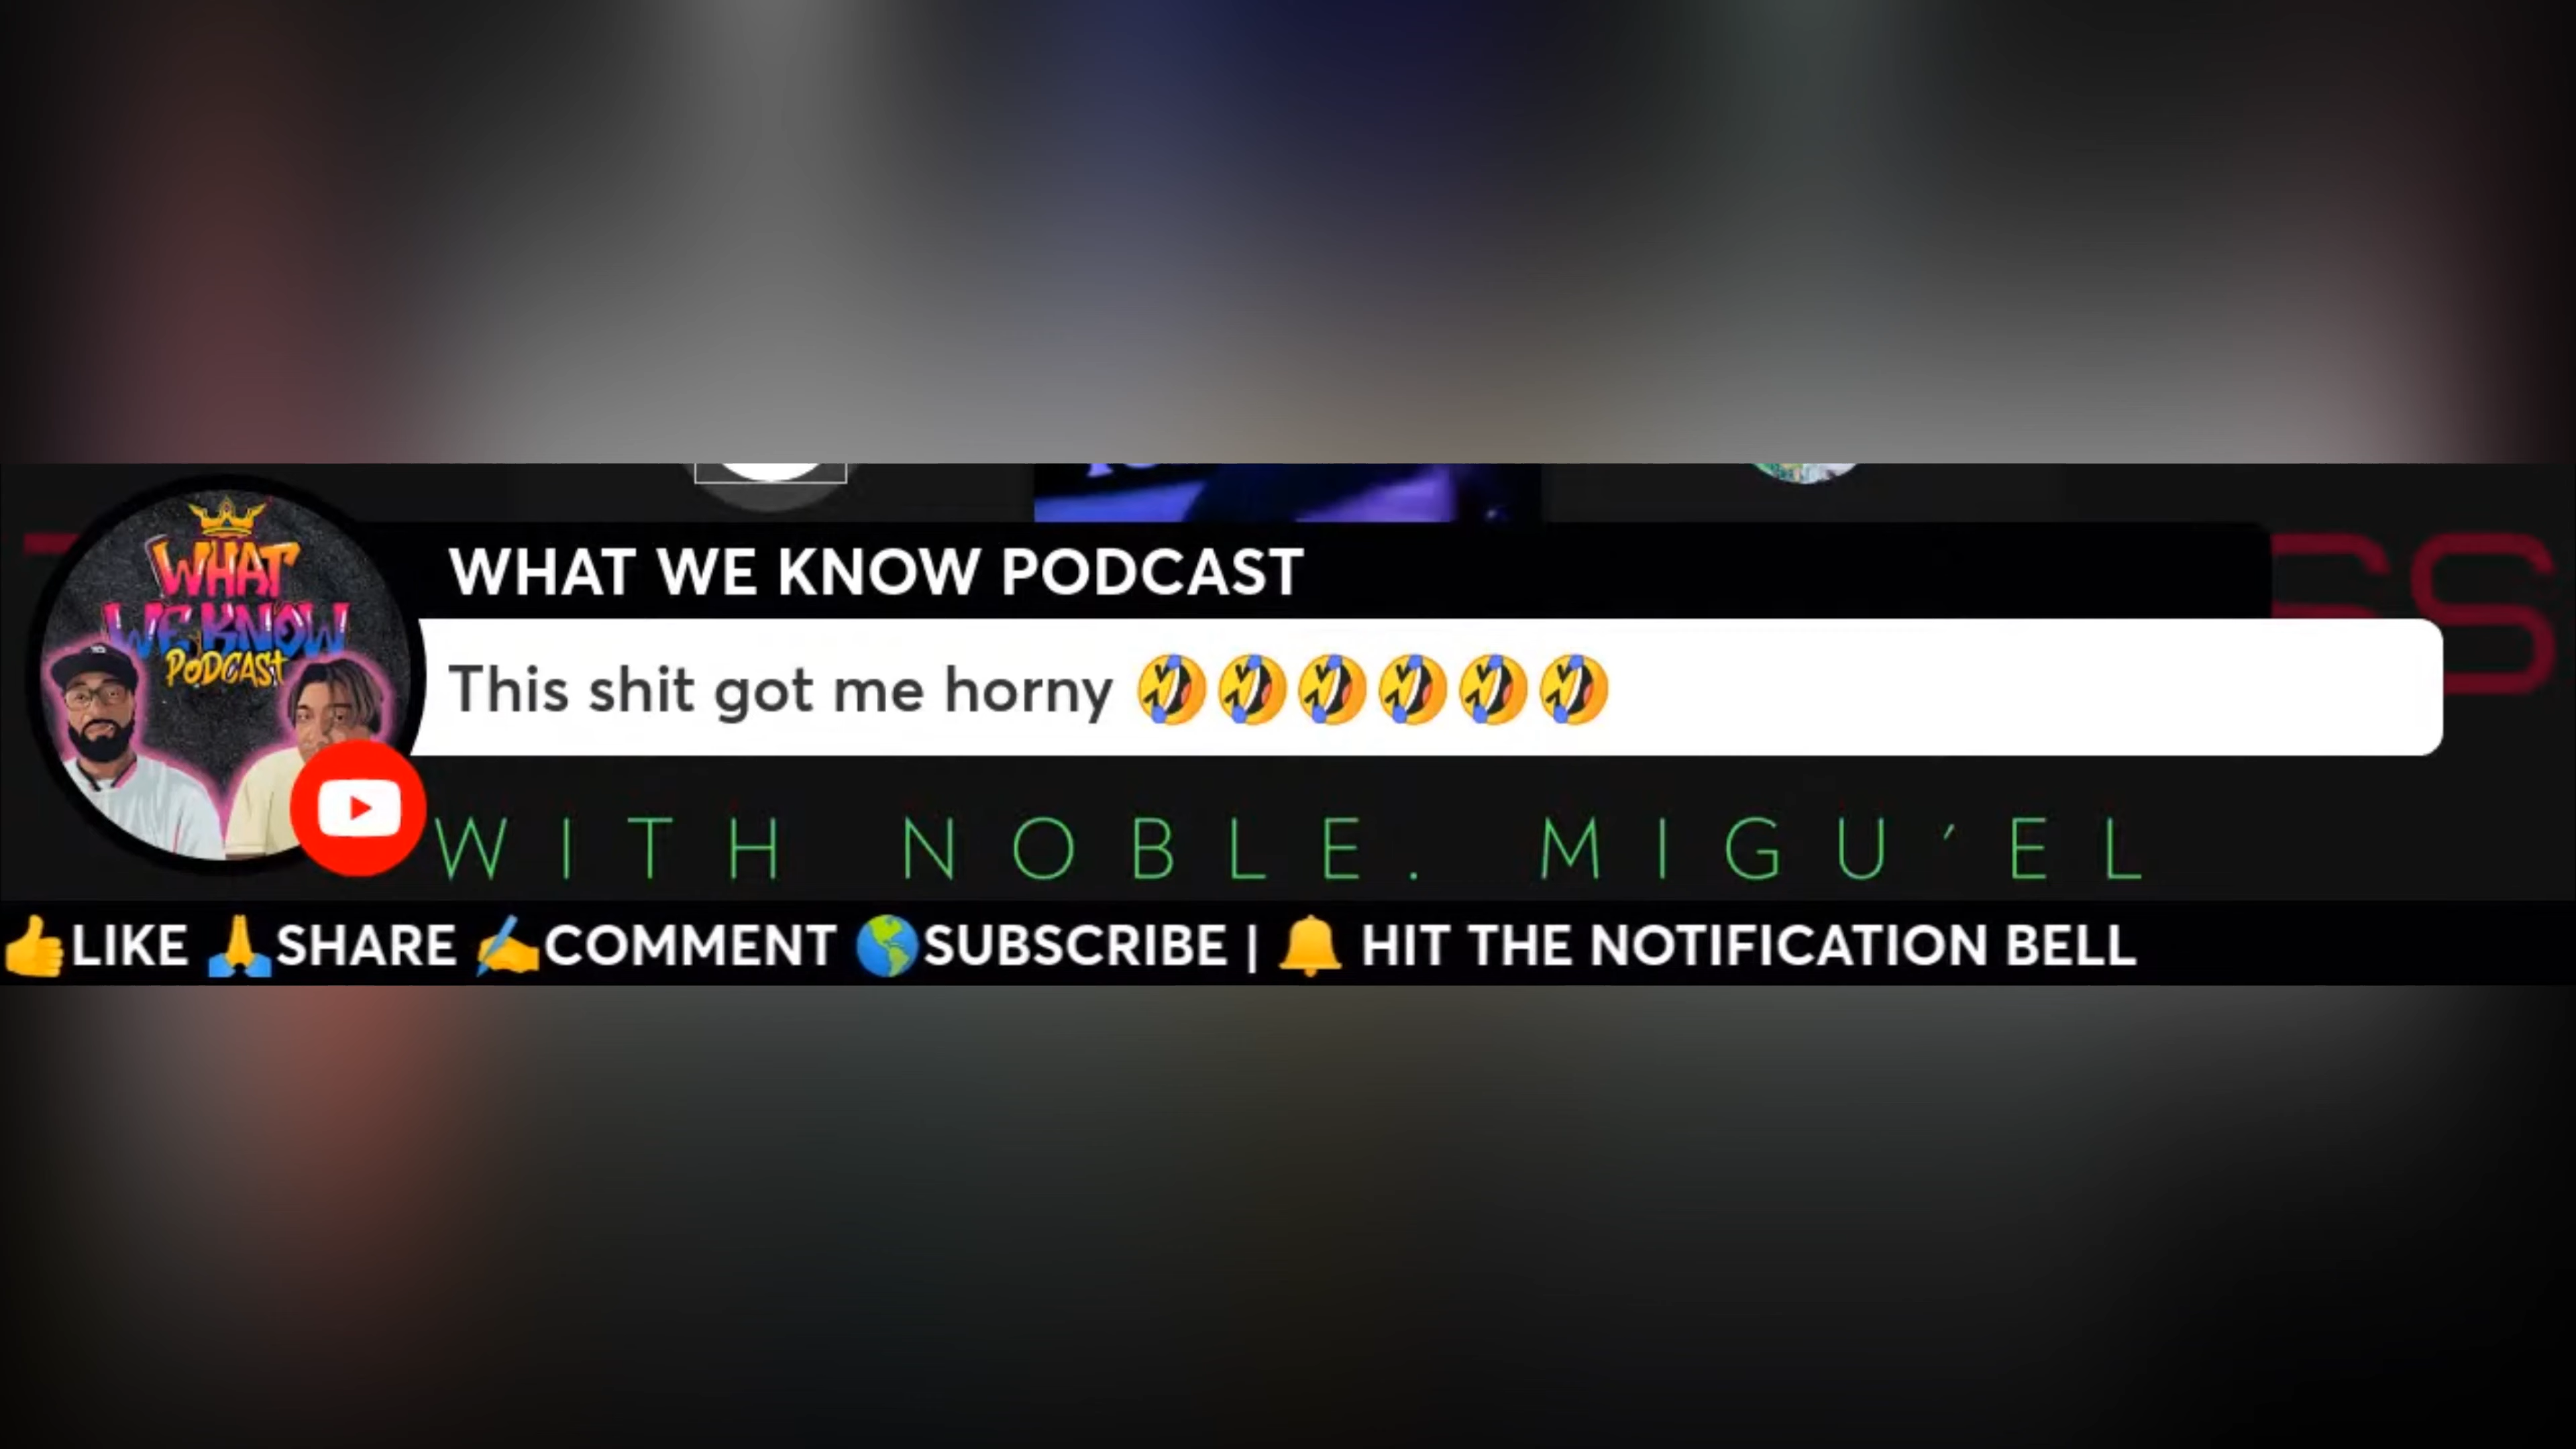 WHAT
WE KNOW
PODCAST
WHAT WE KNOW PODCAST
This shit got me horny 🤣🤣🤣🤣🤣🤣
WITH NOBLE. MIGU'EL
👍LIKE 🙏SHARE ✍COMMENT 🌎SUBSCRIBE | 🔔 HIT THE NOTIFICATION BELL